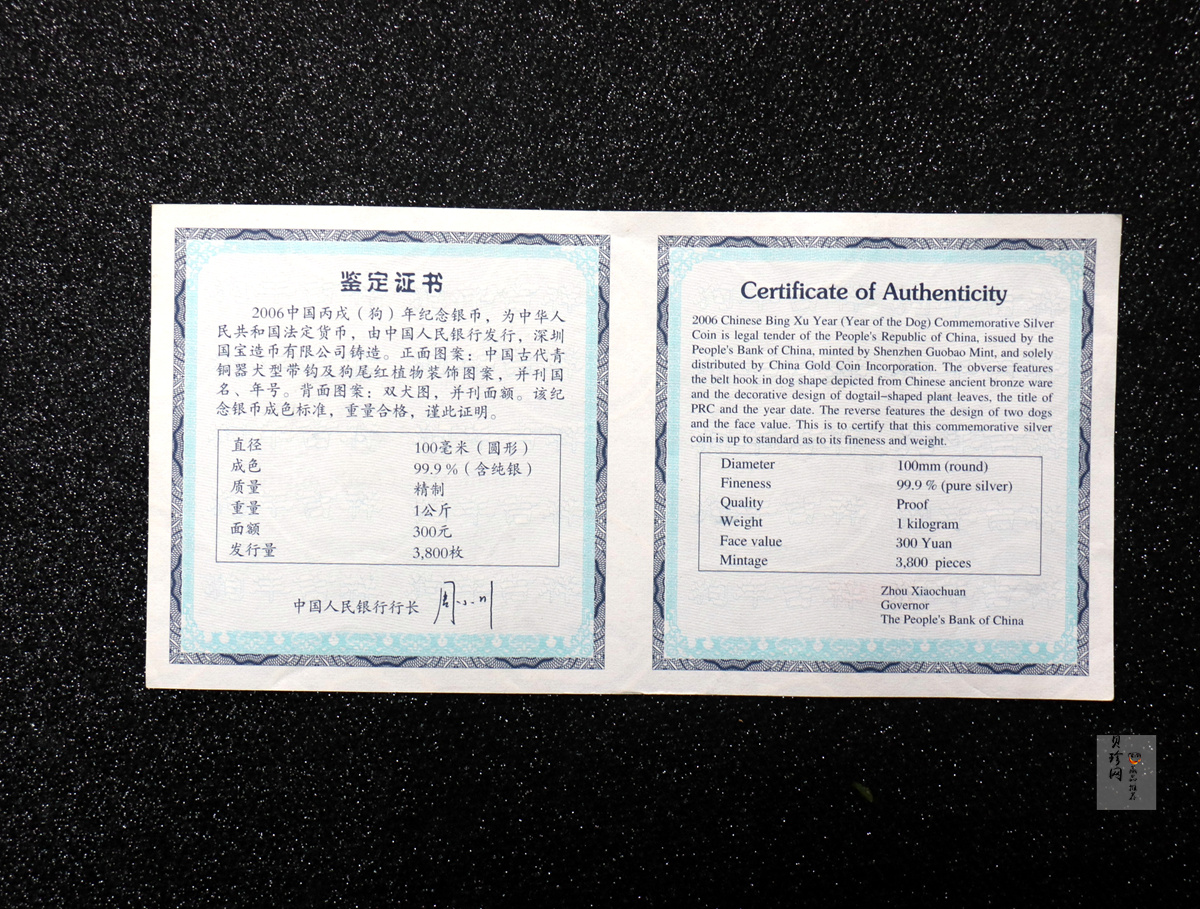 鉴定证书
2006中国丙戌（狗）年纪念银币，为中华人
民共和国法定货币，由中国人民银行发行，深圳
国宝造币有限公司铸造。正面图案：中国古代青
铜器犬型带钩及狗尾红植物装饰图案，并刊国
名、年号。背面图案：双犬图，并刊面额。该纪
念银币成色标准，重量合格，谨此证明。
直径 100毫米（圆形）
成色 99.9％（含纯银）
质量 精制
重量 1公斤
面额 300元
发行量 3,800枚
中国人民银行行长 周小川
Certificate of Authenticity
2006 Chinese Bing Xu Year (Year of the Dog) Commemorative Silver
Coin is legal tender of the People's Republic of China, issued by the
People's Bank of China, minted by Shenzhen Guobao Mint, and solely
distributed by China Gold Coin Incorporation. The obverse features
the belt hook in dog shape depicted from Chinese ancient bronze ware
and the decorative design of dogtail-shaped plant leaves, the title of
PRC and the year date. The reverse features the design of two dogs
and the face value. This is to certify that this commemorative silver
coin is up to standard as to its fineness and weight.
Diameter 100mm (round)
Fineness 99.9 % (pure silver)
Quality Proof
Weight 1 kilogram
Face value 300 Yuan
Mintage 3,800 pieces
Zhou Xiaochuan
Governor
The People's Bank of China
珍网